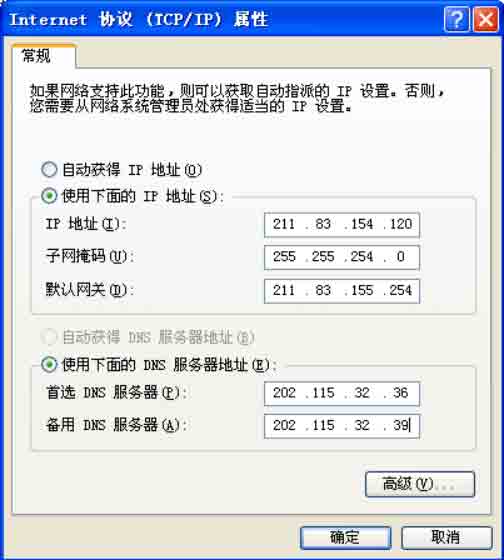 Internet 协议 (TCP/IP) 属性
常规
如果网络支持此功能，则可以获取自动指派的 IP 设置。否则，
您需要从网络系统管理员处获得适当的 IP 设置。
自动获得 IP 地址(O)
使用下面的 IP 地址(S):
IP 地址(I): 211 . 83 .154 .120
子网掩码(U): 255 .255 .254 . 0
默认网关(D): 211 . 83 .155 .254
自动获得 DNS 服务器地址(B)
使用下面的 DNS 服务器地址(E):
首选 DNS 服务器(P): 202 .115 . 32 . 36
备用 DNS 服务器(A): 202 .115 . 32 . 39
高级(V)...
确定 取消